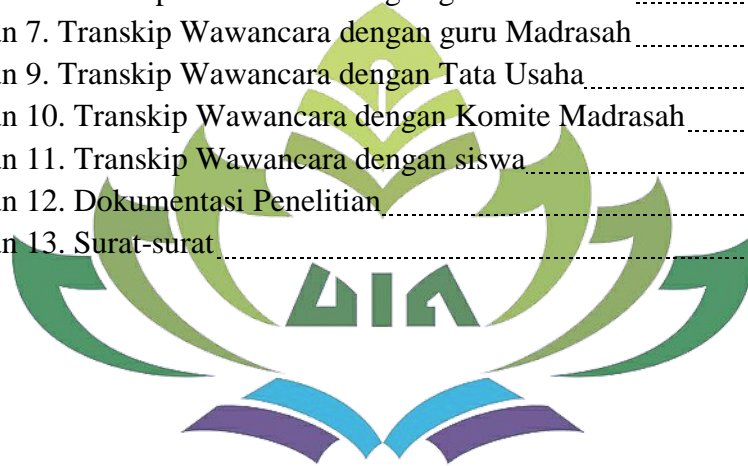 n 7. Transkip Wawancara dengan guru Madrasah
n 9. Transkip Wawancara dengan Tata Usaha
n 10. Transkip Wawancara dengan Komite Madrasah
n 11. Transkip Wawancara dengan siswa
n 12. Dokumentasi Penelitian
n 13. Surat-surat
UIN